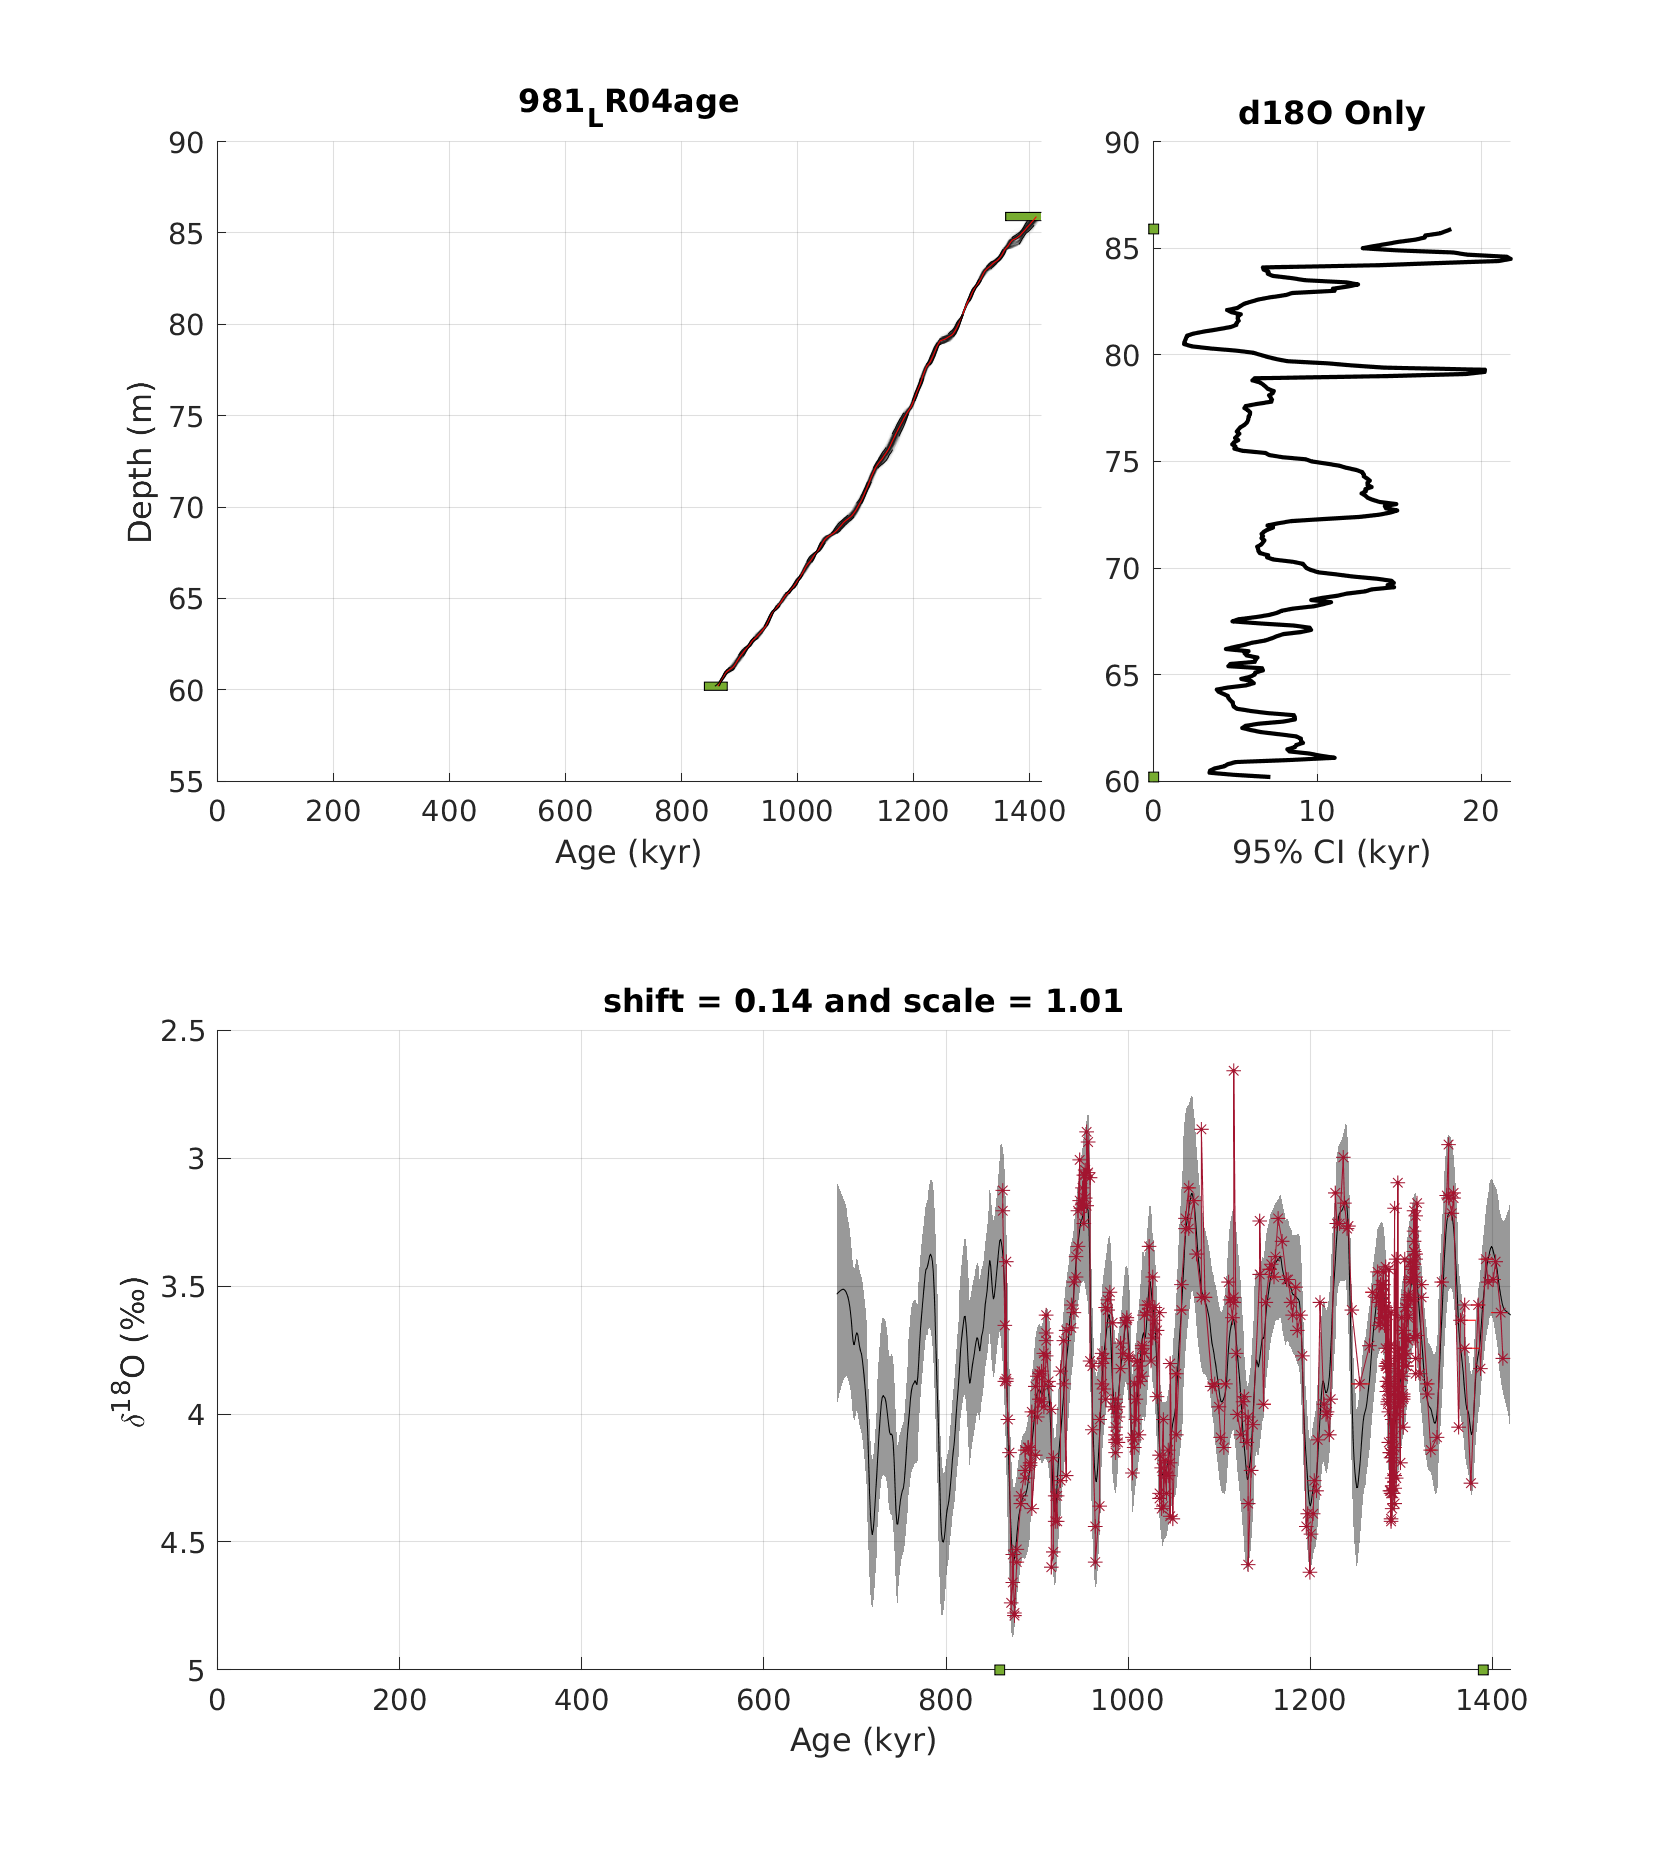 981LR04age
d18O Only
90
85
80
75
70
65
60
55
Depth (m)
0 200 400 600 800 1000 1200 1400
Age (kyr)
90
85
80
75
70
65
60
0 10 20
95% CI (kyr)
shift = 0.14 and scale = 1.01
2.5
3
3.5
4
4.5
5
δ18O (‰)
0 200 400 600 800 1000 1200 1400
Age (kyr)